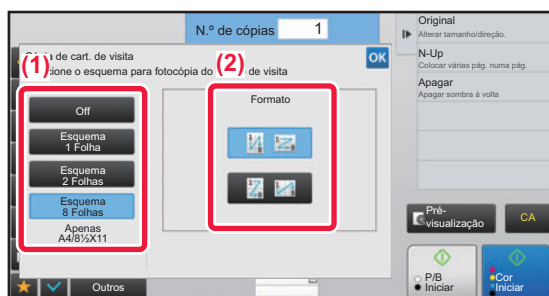 N.º de cópias 1
de cart. de visita
cione o esquema para fotocópia do de visita
OK
(1)
(2)
Off
Esquema
1 Folha
Esquema
2 Folhas
Esquema
8 Folhas
Apenas
A4/8½X11
Formato
Outros
Original
Alterar tamanho/direção.
N-Up
Colocar várias pág. numa pág.
Apagar
Apagar sombra à volta
Pré-
visualização
CA
P/B
Iniciar
Cor
Iniciar